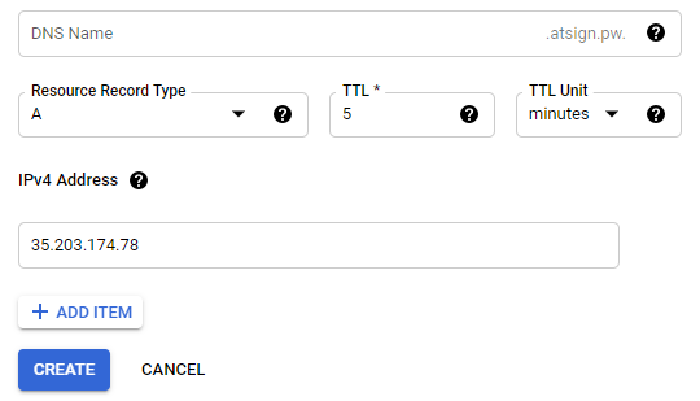 DNS Name .atsign.pw. ?
Resource Record Type TTL * TTL Unit
A ? 5 ? minutes ?
IPv4 Address ?
35.203.174.78
+ ADD ITEM
CREATE CANCEL